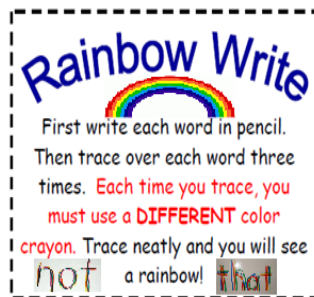 Rainbow Write
First write each word in pencil.
Then trace over each word three
times. Each time you trace, you
must use a DIFFERENT color
crayon. Trace neatly and you will see
not a rainbow! that